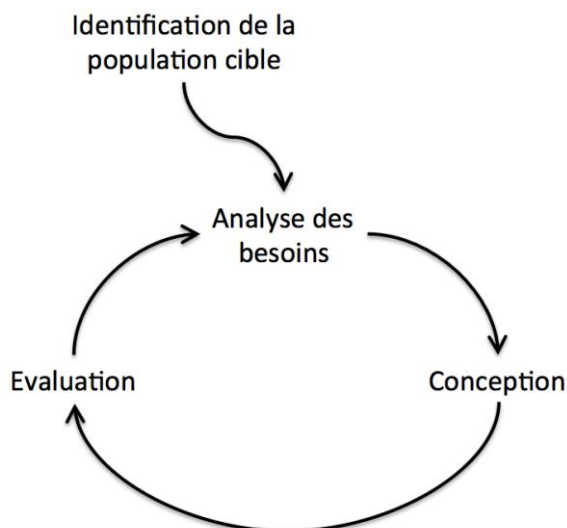 Identification de la
population cible
Analyse des
besoins
Evaluation
Conception